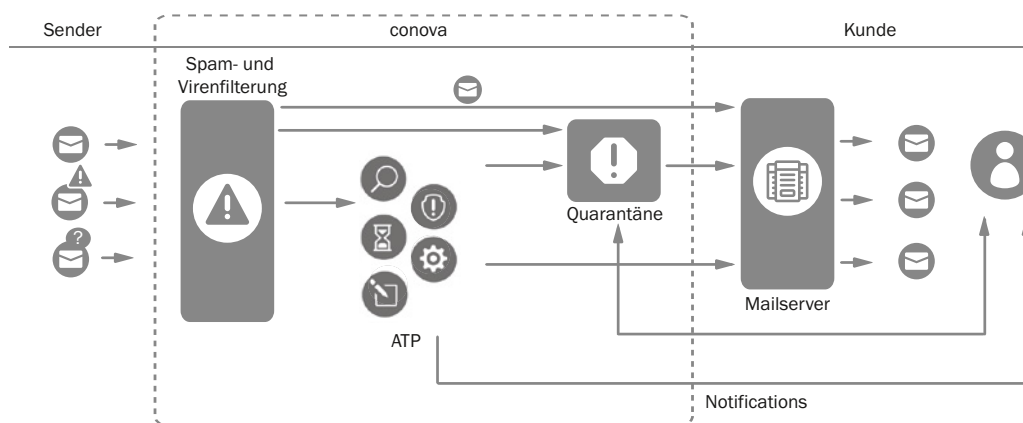 Sender
conova
Kunde
Spam- und
Virenfilterung
?
Quarantäne
Mailserver
ATP
Notifications